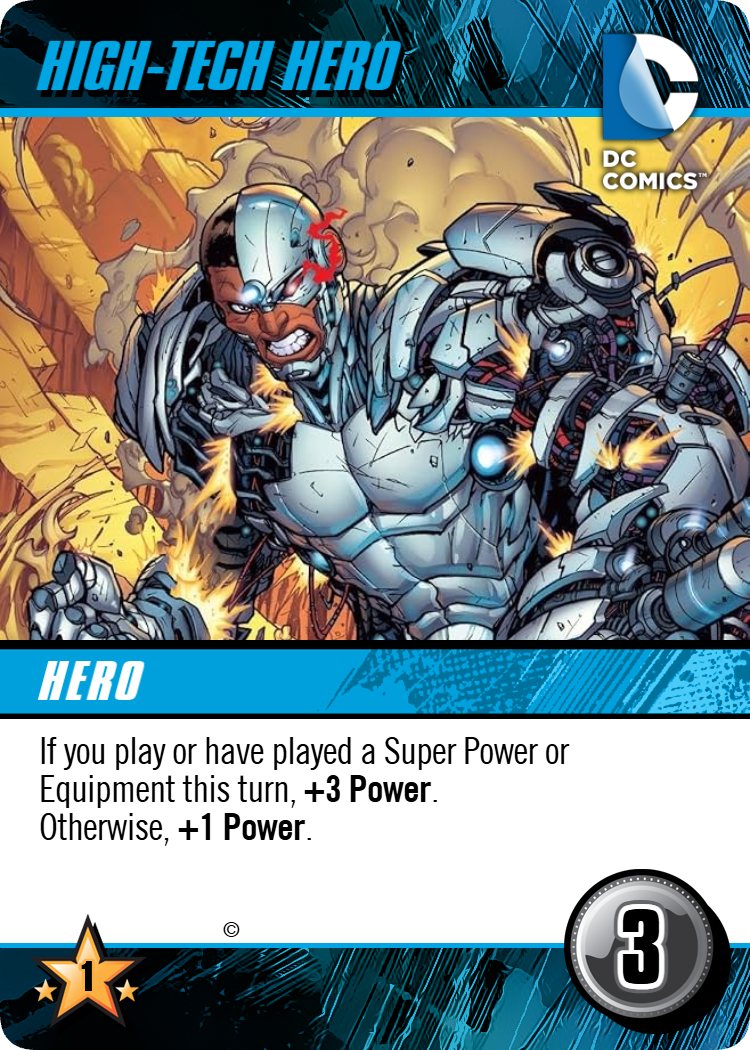 HIGH-TECH HERO
DC
COMICS™
HERO
If you play or have played a Super Power or
Equipment this turn, +3 Power.
Otherwise, +1 Power.
©
1
3